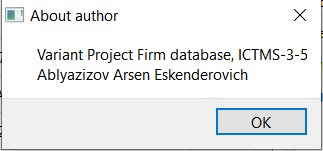 About author
Variant Project Firm database, ICTMS-3-5
Ablyazizov Arsen Eskenderovich
OK